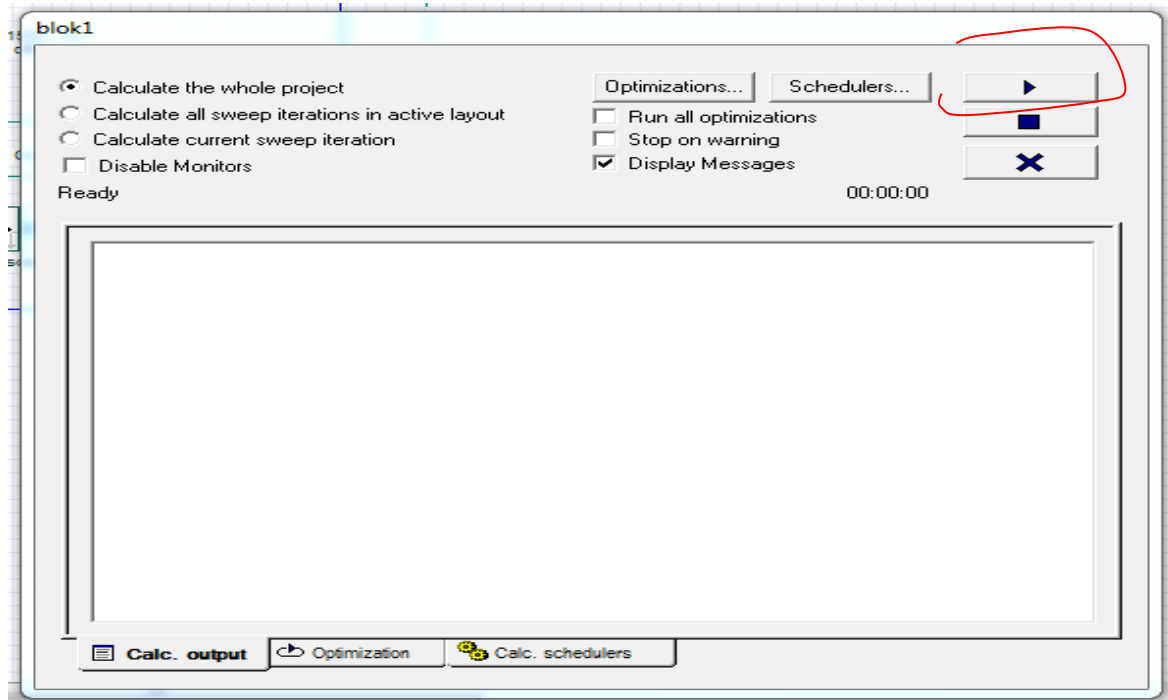 blok1
Calculate the whole project
Optimizations...
Schedulers...
Calculate all sweep iterations in active layout
Run all optimizations
Calculate current sweep iteration
Stop on warning
Disable Monitors
Display Messages
Ready
00:00:00
Calc. output
Optimization
Calc. schedulers